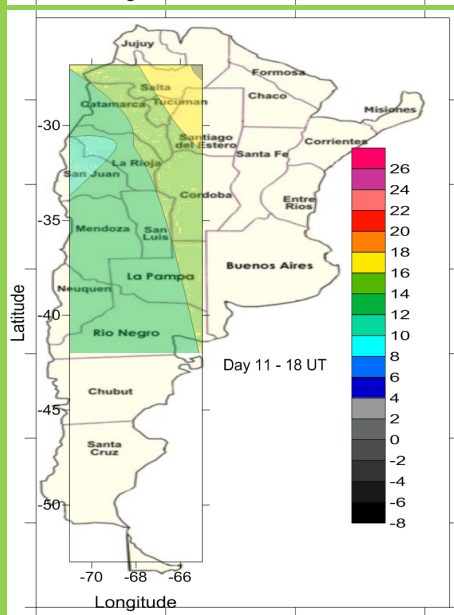 Jujuy
Formosa
Salta
Tucuman
Chaco
Catamarca
Misiones
-30
Santiago
del Estero
Corrientes
La Rioja
Santa Fe
San Juan
Cordoba
Entre
Rios
-35
Mendoza
San
Luis
Buenos Aires
La Pampa
Neuquen
-40
Rio Negro
Chubut
-45
Santa
Cruz
-50
-70
-68
-66
Latitude
Longitude
Day 11 - 18 UT
26
24
22
20
18
16
14
12
10
8
6
4
2
0
-2
-4
-6
-8